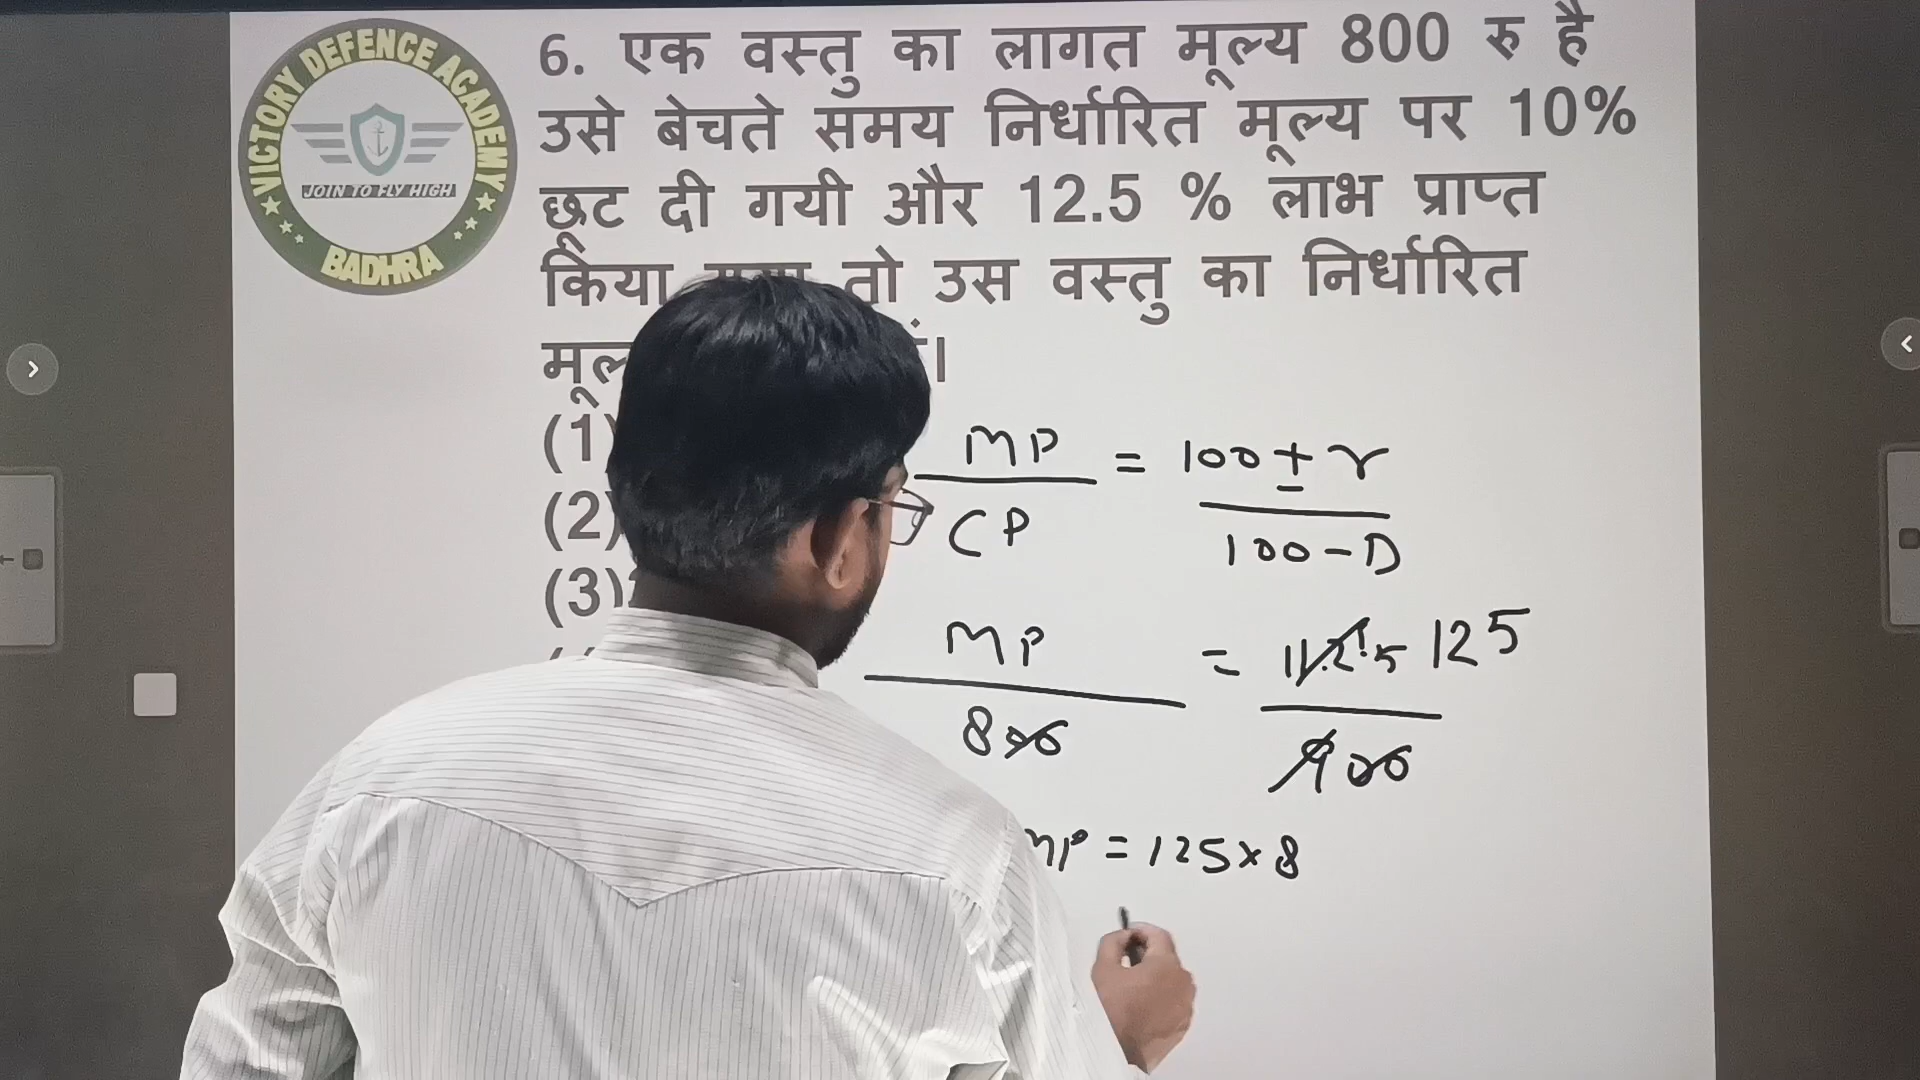 VICTORY DEFENCE ACADEMY
JOIN TO FLY HIGH
BADHRA
6. एक वस्तु का लागत मूल्य 800 रु है
उसे बेचते समय निर्धारित मूल्य पर 10%
छूट दी गयी और 12.5 % लाभ प्राप्त
किया तो उस वस्तु का निर्धारित
(1)
(2)
(3)
MP = 100 ± r
CP 100 - D
MP = 112.5 125
800 900
MP = 125 × 8